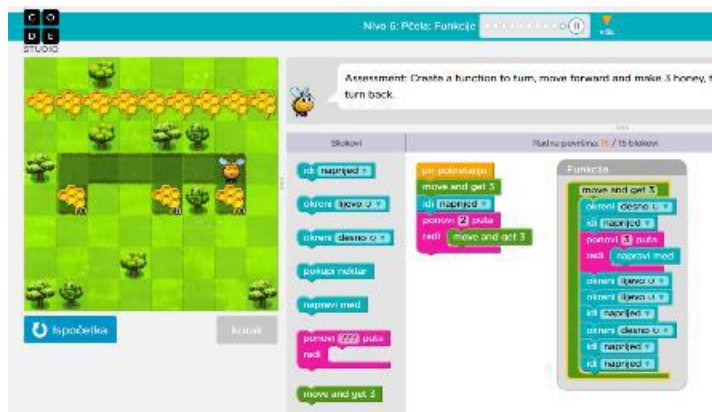 C O
D E
STUDIO
Nivo 6: Pčela: Funkcije
11
VIŠE
Assessment: Create a function to turn, move forward and make 3 honey,
turn back.
Blokovi
Radna površina: 15 / 15 blokovi
idi naprijed
okreni lijevo
okreni desno
pokupi nektar
napravi med
ponovi ??? puta
radi
move and get 3
pri pokretanju
move and get 3
idi naprijed
ponovi 2 puta
radi move and get 3
Funkcija
move and get 3
okreni desno
idi naprijed
ponovi 3 puta
radi napravi med
okreni lijevo
okreni lijevo
idi naprijed
okreni desno
idi naprijed
idi naprijed
Ispočetka
korak